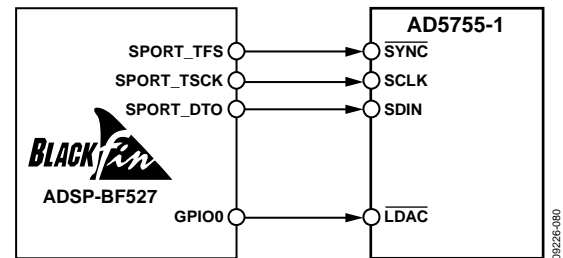 AD5755-1
SPORT_TFS
SYNC
SPORT_TSCK
SCLK
SPORT_DTO
SDIN
BLACKfin
ADSP-BF527
GPIO0
LDAC
09226-080